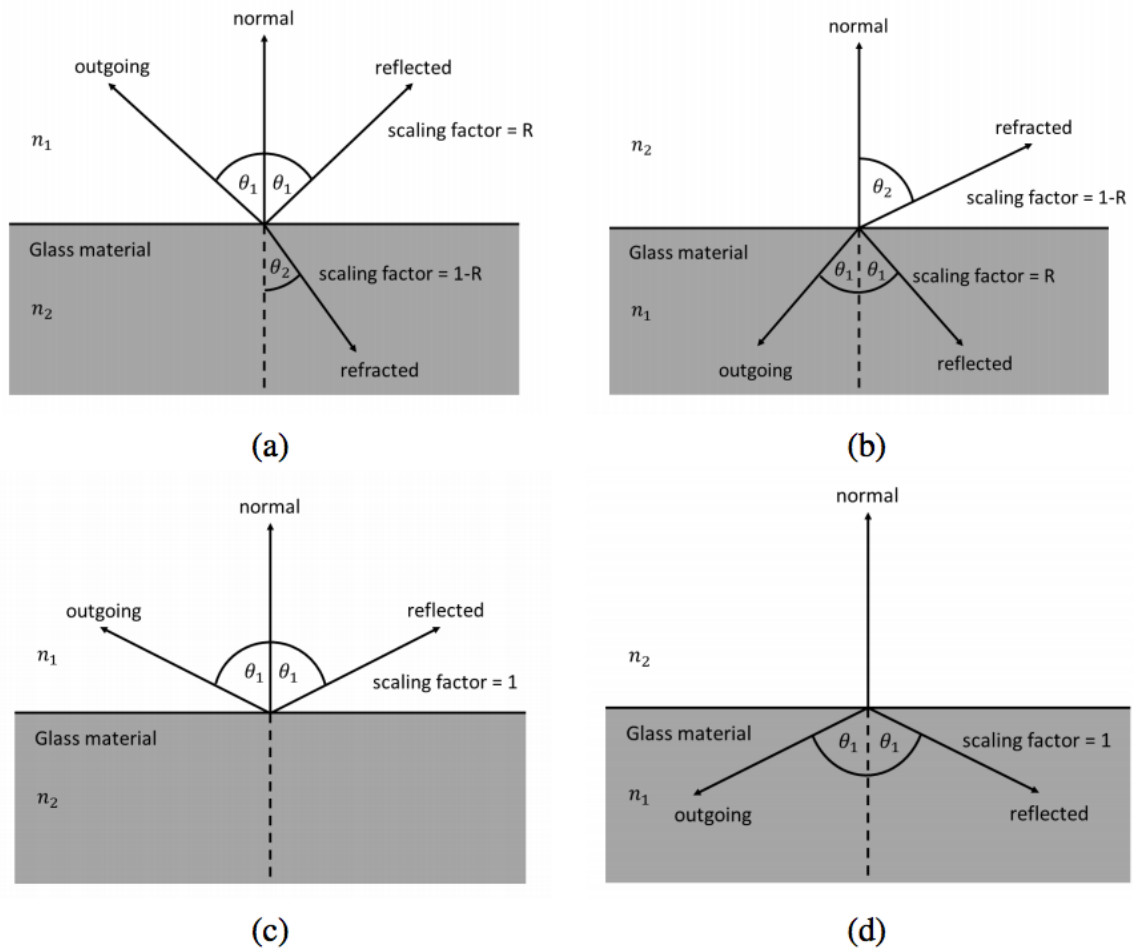 normal
outgoing
reflected
scaling factor = R
n₁
θ₁
θ₁
Glass material
θ₂
scaling factor = 1-R
n₂
refracted
(a)
normal
refracted
n₂
θ₂
scaling factor = 1-R
Glass material
θ₁
θ₁
scaling factor = R
n₁
outgoing
reflected
(b)
normal
outgoing
reflected
n₁
θ₁
θ₁
scaling factor = 1
Glass material
n₂
(c)
normal
n₂
Glass material
θ₁
θ₁
scaling factor = 1
n₁
outgoing
reflected
(d)